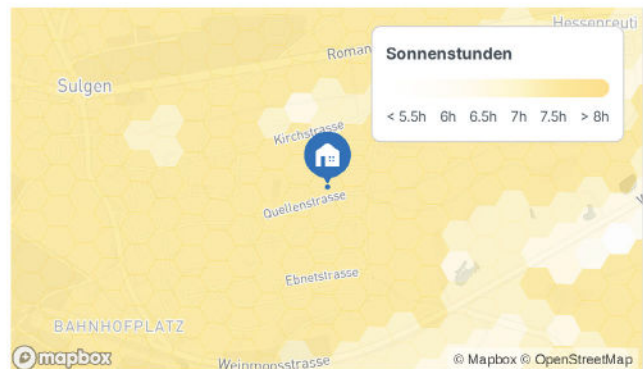 Hessenreuti
Sonnenstunden
< 5.5h 6h 6.5h 7h 7.5h > 8h
Roman
Sulgen
Kirchstrasse
Quellenstrasse
Ebnetstrasse
BAHNHOFPLATZ
mapbox
Weinmoosstrasse
© Mapbox © OpenStreetMap